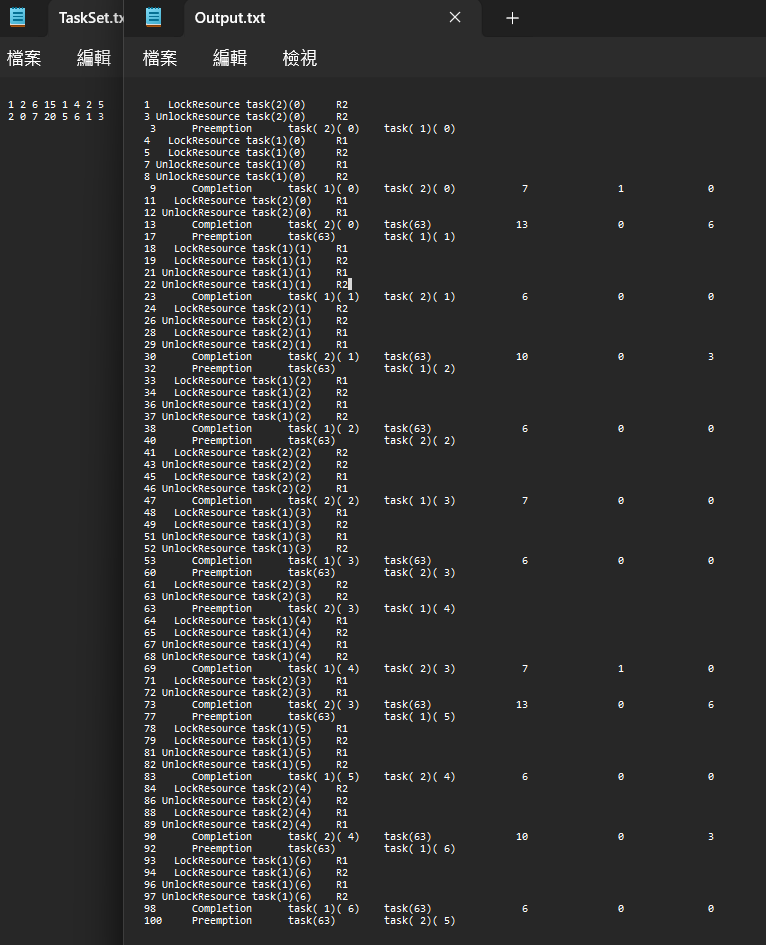 TaskSet.tx
Output.txt
檔案 編輯
檔案 編輯 檢視
1 2 6 15 1 4 2 5
2 0 7 20 5 6 1 3
1 LockResource task(2)(0) R2
3 UnlockResource task(2)(0) R2
3 Preemption task( 2)( 0) task( 1)( 0)
4 LockResource task(1)(0) R1
5 LockResource task(1)(0) R2
7 UnlockResource task(1)(0) R1
8 UnlockResource task(1)(0) R2
9 Completion task( 1)( 0) task( 2)( 0) 7 1 0
11 LockResource task(2)(0) R1
12 UnlockResource task(2)(0) R1
13 Completion task( 2)( 0) task(63) 13 0 6
17 Preemption task(63) task( 1)( 1)
18 LockResource task(1)(1) R1
19 LockResource task(1)(1) R2
21 UnlockResource task(1)(1) R1
22 UnlockResource task(1)(1) R2
23 Completion task( 1)( 1) task( 2)( 1) 6 0 0
24 LockResource task(2)(1) R2
26 UnlockResource task(2)(1) R2
28 LockResource task(2)(1) R1
29 UnlockResource task(2)(1) R1
30 Completion task( 2)( 1) task(63) 10 0 3
32 Preemption task(63) task( 1)( 2)
33 LockResource task(1)(2) R1
34 LockResource task(1)(2) R2
36 UnlockResource task(1)(2) R1
37 UnlockResource task(1)(2) R2
38 Completion task( 1)( 2) task(63) 6 0 0
40 Preemption task(63) task( 2)( 2)
41 LockResource task(2)(2) R2
43 UnlockResource task(2)(2) R2
45 LockResource task(2)(2) R1
46 UnlockResource task(2)(2) R1
47 Completion task( 2)( 2) task( 1)( 3) 7 0 0
48 LockResource task(1)(3) R1
49 LockResource task(1)(3) R2
51 UnlockResource task(1)(3) R1
52 UnlockResource task(1)(3) R2
53 Completion task( 1)( 3) task(63) 6 0 0
60 Preemption task(63) task( 2)( 3)
61 LockResource task(2)(3) R2
63 UnlockResource task(2)(3) R2
63 Preemption task( 2)( 3) task( 1)( 4)
64 LockResource task(1)(4) R1
65 LockResource task(1)(4) R2
67 UnlockResource task(1)(4) R1
68 UnlockResource task(1)(4) R2
69 Completion task( 1)( 4) task( 2)( 3) 7 1 0
71 LockResource task(2)(3) R1
72 UnlockResource task(2)(3) R1
73 Completion task( 2)( 3) task(63) 13 0 6
77 Preemption task(63) task( 1)( 5)
78 LockResource task(1)(5) R1
79 LockResource task(1)(5) R2
81 UnlockResource task(1)(5) R1
82 UnlockResource task(1)(5) R2
83 Completion task( 1)( 5) task( 2)( 4) 6 0 0
84 LockResource task(2)(4) R2
86 UnlockResource task(2)(4) R2
88 LockResource task(2)(4) R1
89 UnlockResource task(2)(4) R1
90 Completion task( 2)( 4) task(63) 10 0 3
92 Preemption task(63) task( 1)( 6)
93 LockResource task(1)(6) R1
94 LockResource task(1)(6) R2
96 UnlockResource task(1)(6) R1
97 UnlockResource task(1)(6) R2
98 Completion task( 1)( 6) task(63) 6 0 0
100 Preemption task(63) task( 2)( 5)